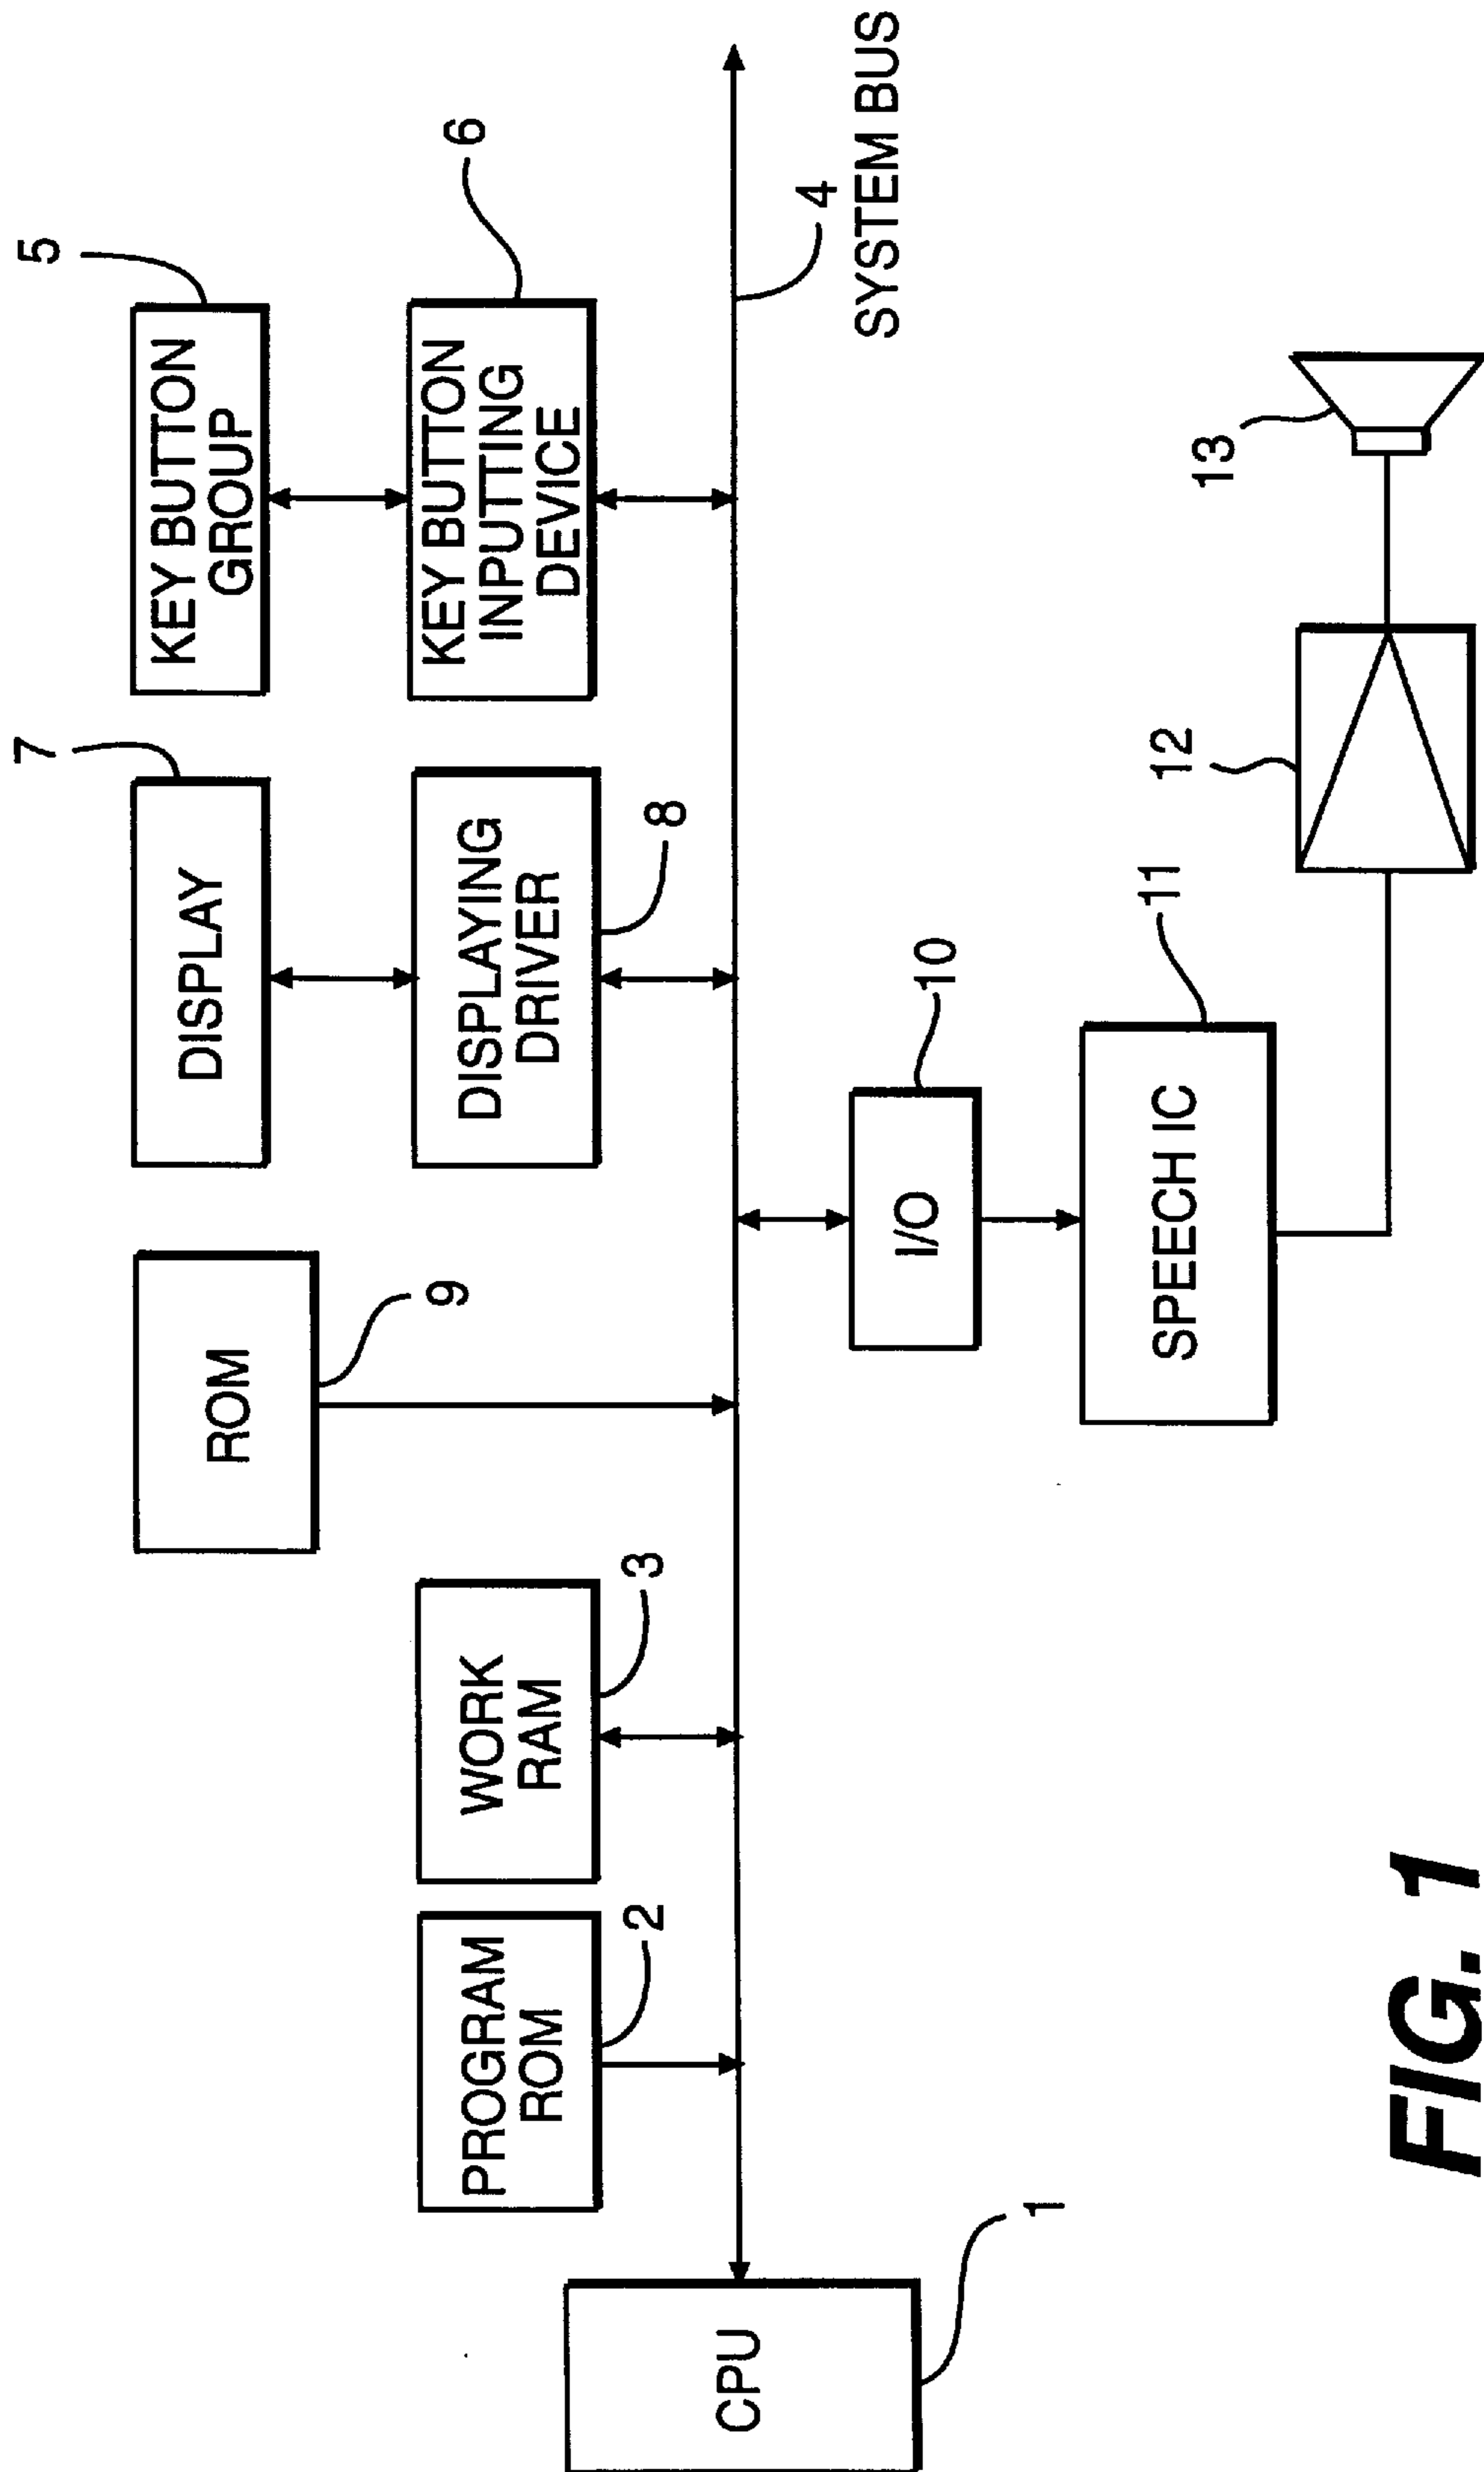 5
KEY BUTTON
GROUP
6
KEY BUTTON
INPUTING
DEVICE
7
DISPLAY
8
DISPLAYING
DRIVER
ROM
9
WORK
RAM
3
PROGRAM
ROM
2
CPU
1
4
SYSTEM BUS
I/O
10
SPEECH IC
11
12
13
FIG. 1